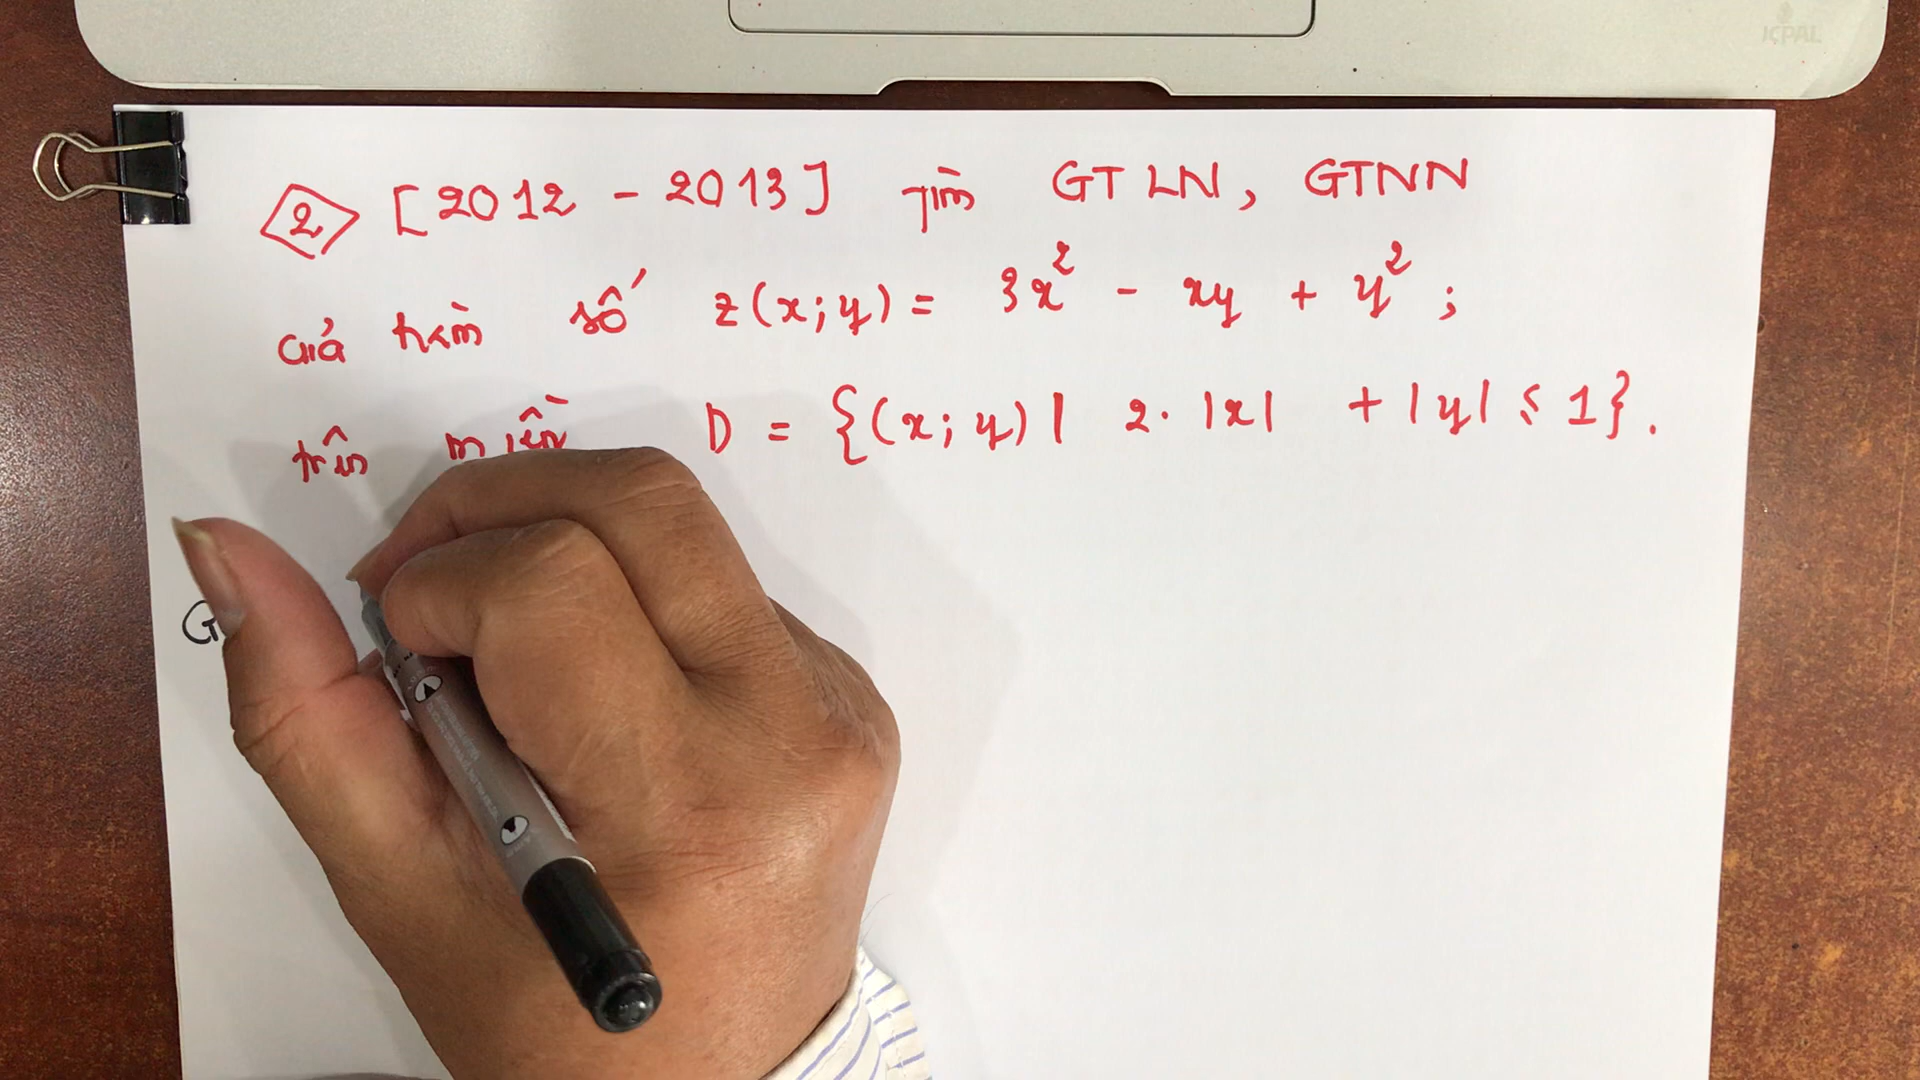 2 [2012 - 2013] Tìm GTLN, GTNN
của hàm số z(x;y) = 3x² - xy + y² ;
trên miền D = {(x; y) | 2. |x| + |y| ≤ 1}.
G